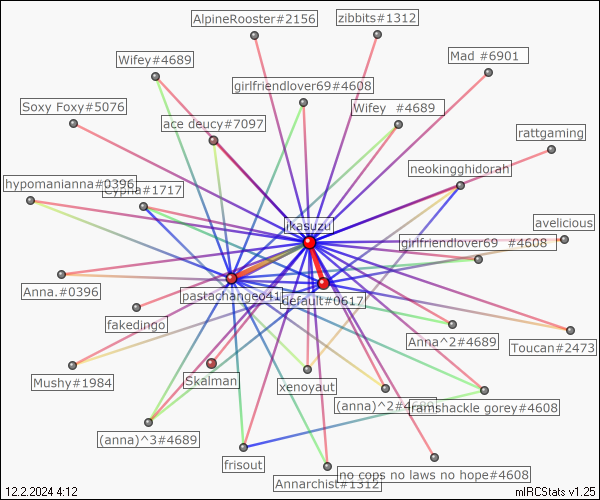 AlpineRooster#2156
zibbits#1312
Wifey#4689
Mad #6901
girlfriendlover69#4608
Soxy Foxy#5076
Wifey #4689
ace deucy#7097
rattgaming
neokingghidorah
hypomanianna#0396
Cypha#1717
ikasuzu
avelicious
girlfriendlover69 #4608
Anna.#0396
pastachangeo41
default.#0617
fakedingo
Anna^2#4689
Toucan#2473
Mushy#1984
Skalman
xenoyaut
(anna)^2#4689
ramshackle gorey#4608
(anna)^3#4689
frisout
no cops no laws no hope#4608
Annarchist#1312
12.2.2024 4:12
mIRCStats v1.25